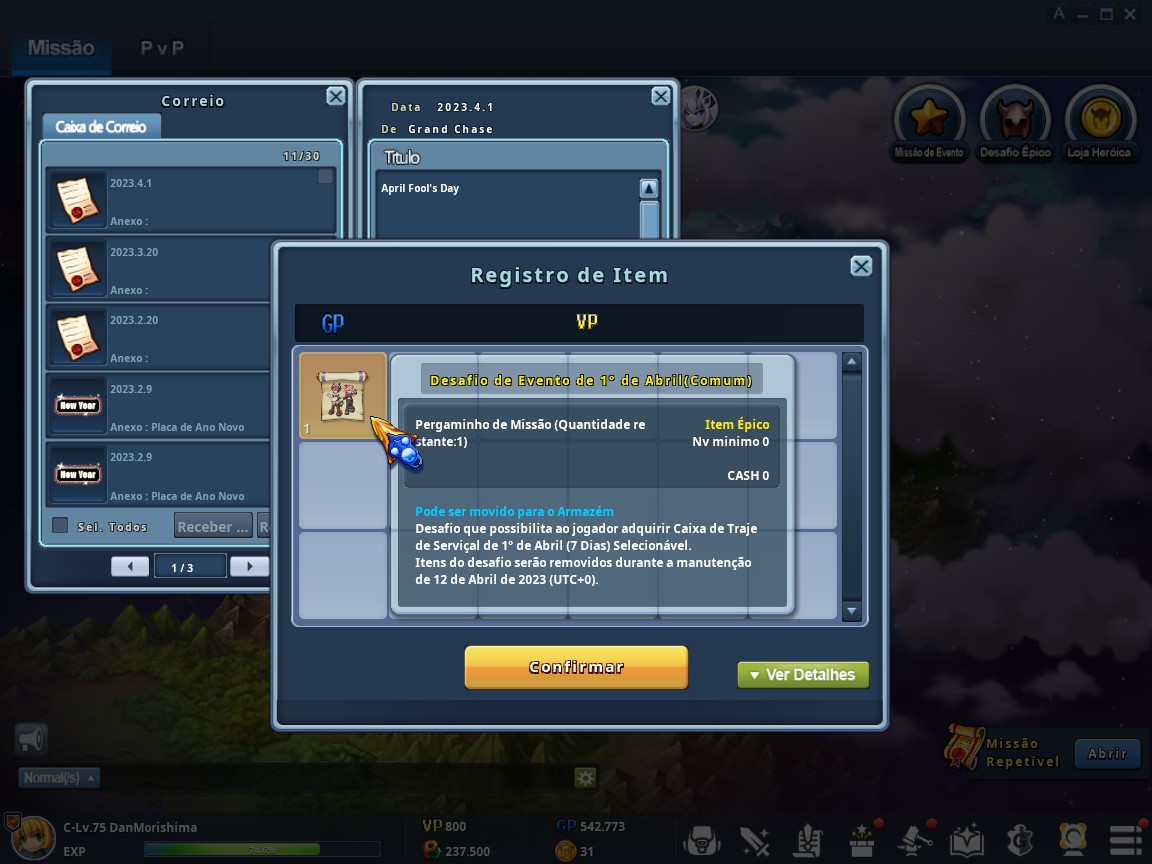 A
Missão
P v P
Correio
Caixa de Correio
11/30
2023.4.1
Anexo :
2023.3.20
Anexo :
2023.2.20
Anexo :
New Year
2023.2.9
Anexo : Placa de Ano Novo
New Year
2023.2.9
Anexo : Placa de Ano Novo
Sel. Todos
Receber ...
R
1 / 3
Data 2023.4.1
De Grand Chase
Titulo
April Fool's Day
Missão de Evento
Desafio Épico
Loja Heróica
Registro de Item
GP
VP
1
Desafio de Evento de 1º de Abril(Comum)
Pergaminho de Missão (Quantidade re
stante:1)
Item Épico
Nv minimo 0
CASH 0
Pode ser movido para o Armazém
Desafio que possibilita ao jogador adquirir Caixa de Traje
de Serviçal de 1º de Abril (7 Dias) Selecionável.
Itens do desafio serão removidos durante a manutenção
de 12 de Abril de 2023 (UTC+0).
Confirmar
Ver Detalhes
Missão
Repetível
Abrir
Normal(/s)
C-Lv.75 DanMorishima
EXP
74.6%
VP 800
GP 542.773
237.500
31